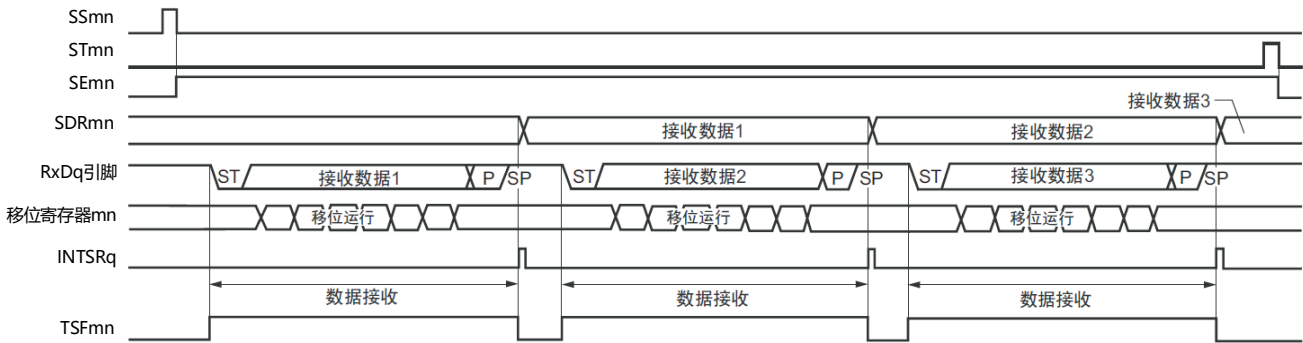 SSmn
STmn
SEmn
接收数据3
SDRmn 接收数据1 接收数据2
RxDq引脚 ST 接收数据1 P SP ST 接收数据2 P SP ST 接收数据3 P SP
移位寄存器mn 移位运行 移位运行 移位运行
INTSRq
数据接收 数据接收 数据接收
TSFmn